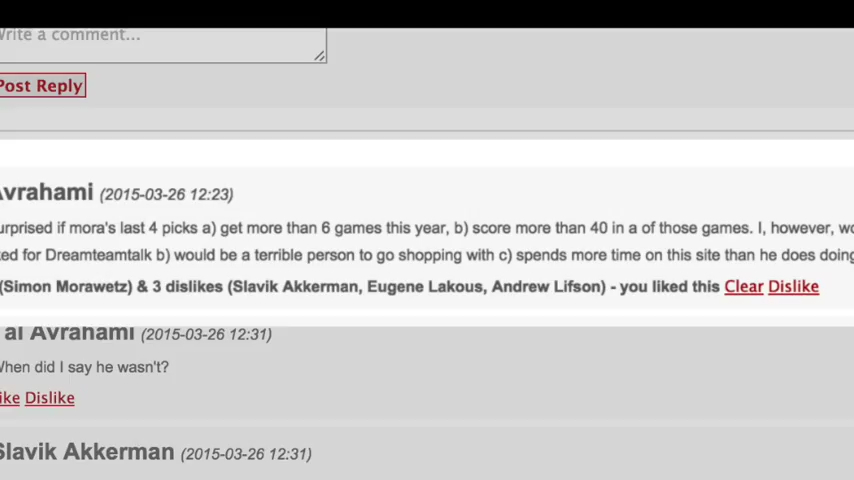 Write a comment...
Post Reply
Avrahami (2015-03-26 12:23)
urprised if mora's last 4 picks a) get more than 6 games this year, b) score more than 40 in a of those games. I, however, wo
ked for Dreamteamtalk b) would be a terrible person to go shopping with c) spends more time on this site than he does doing
(Simon Morawetz) & 3 dislikes (Slavik Akkerman, Eugene Lakous, Andrew Lifson) - you liked this Clear Dislike
al Avrahami (2015-03-26 12:31)
When did I say he wasn't?
ike Dislike
Slavik Akkerman (2015-03-26 12:31)